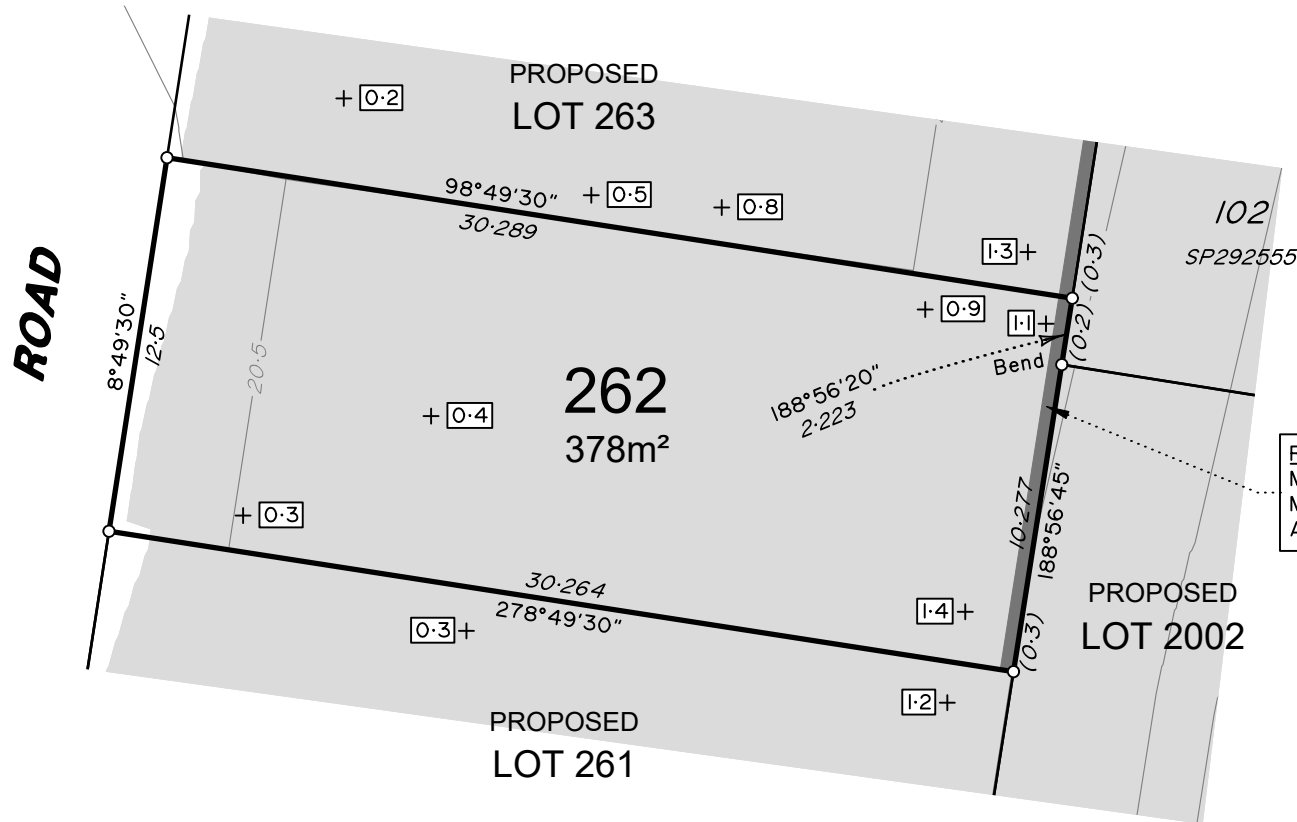 PROPOSED
LOT 263
0·2
98°49'30"
30·289
0·5
0·8
1·3
102
SP292555
(0·3)
ROAD
8°49'30"
12·5
20·5
0·9
1·1
(0·2)
Bend
262
378m²
188°56'20"
2·223
0·4
0·3
10·277
188°56'45"
30·264
278°49'30"
0·3
1·4
(0·3)
PROPOSED
LOT 2002
1·2
PROPOSED
LOT 261